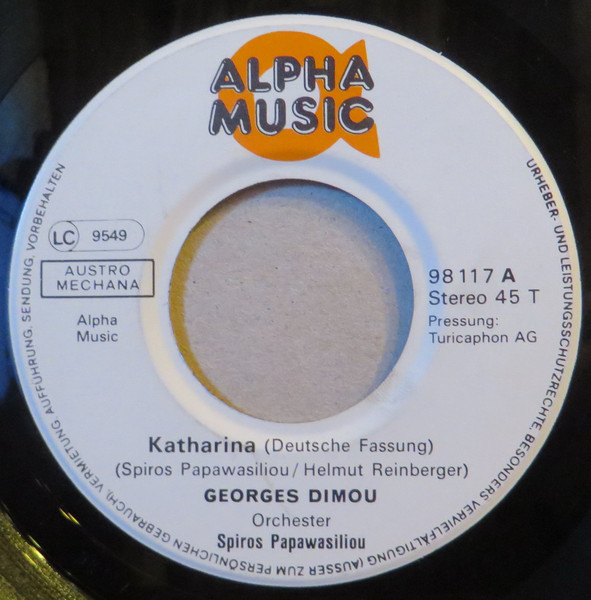 ALPHA
MUSIC
LC 9549
AUSTRO
MECHANA
Alpha
Music
98 117 A
Stereo 45 T
Pressung:
Turicaphon AG
Katharina (Deutsche Fassung)
(Spiros Papawasiliou / Helmut Reinberger)
GEORGES DIMOU
Orchester
Spiros Papawasiliou
URHEBER- UND LEISTUNGSSCHUTZRECHTE, BESONDERS VERVIELFÄLTIGUNG (AUSSER ZUM PERSÖNLICHEN GEBRAUCH), VERMIETUNG, AUFFÜHRUNG, SENDUNG, VORBEHALTEN